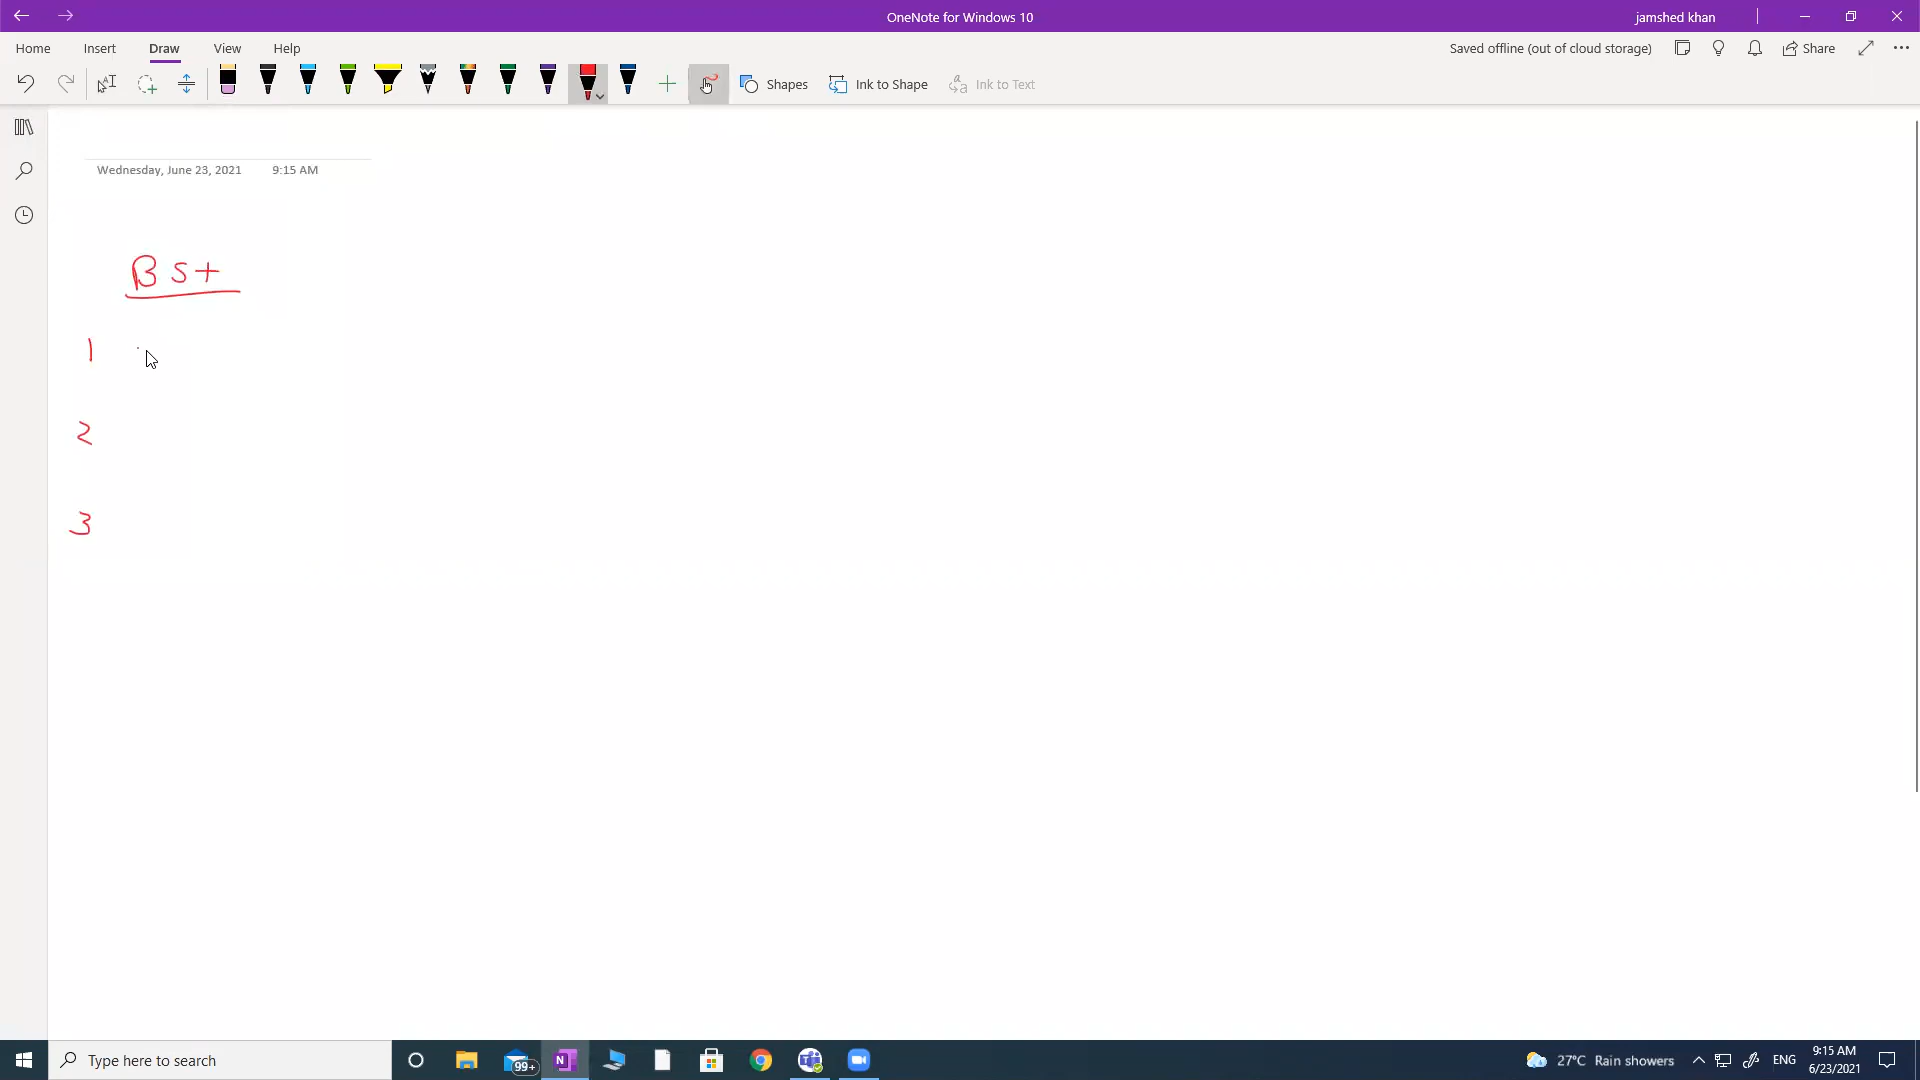 OneNote for Windows 10 jamshed khan
Home Insert Draw View Help Saved offline (out of cloud storage) Share
Shapes Ink to Shape Ink to Text
Wednesday, June 23, 2021 9:15 AM
BS+
1
2
3
Type here to search 99+ 27°C Rain showers ENG 9:15 AM
6/23/2021